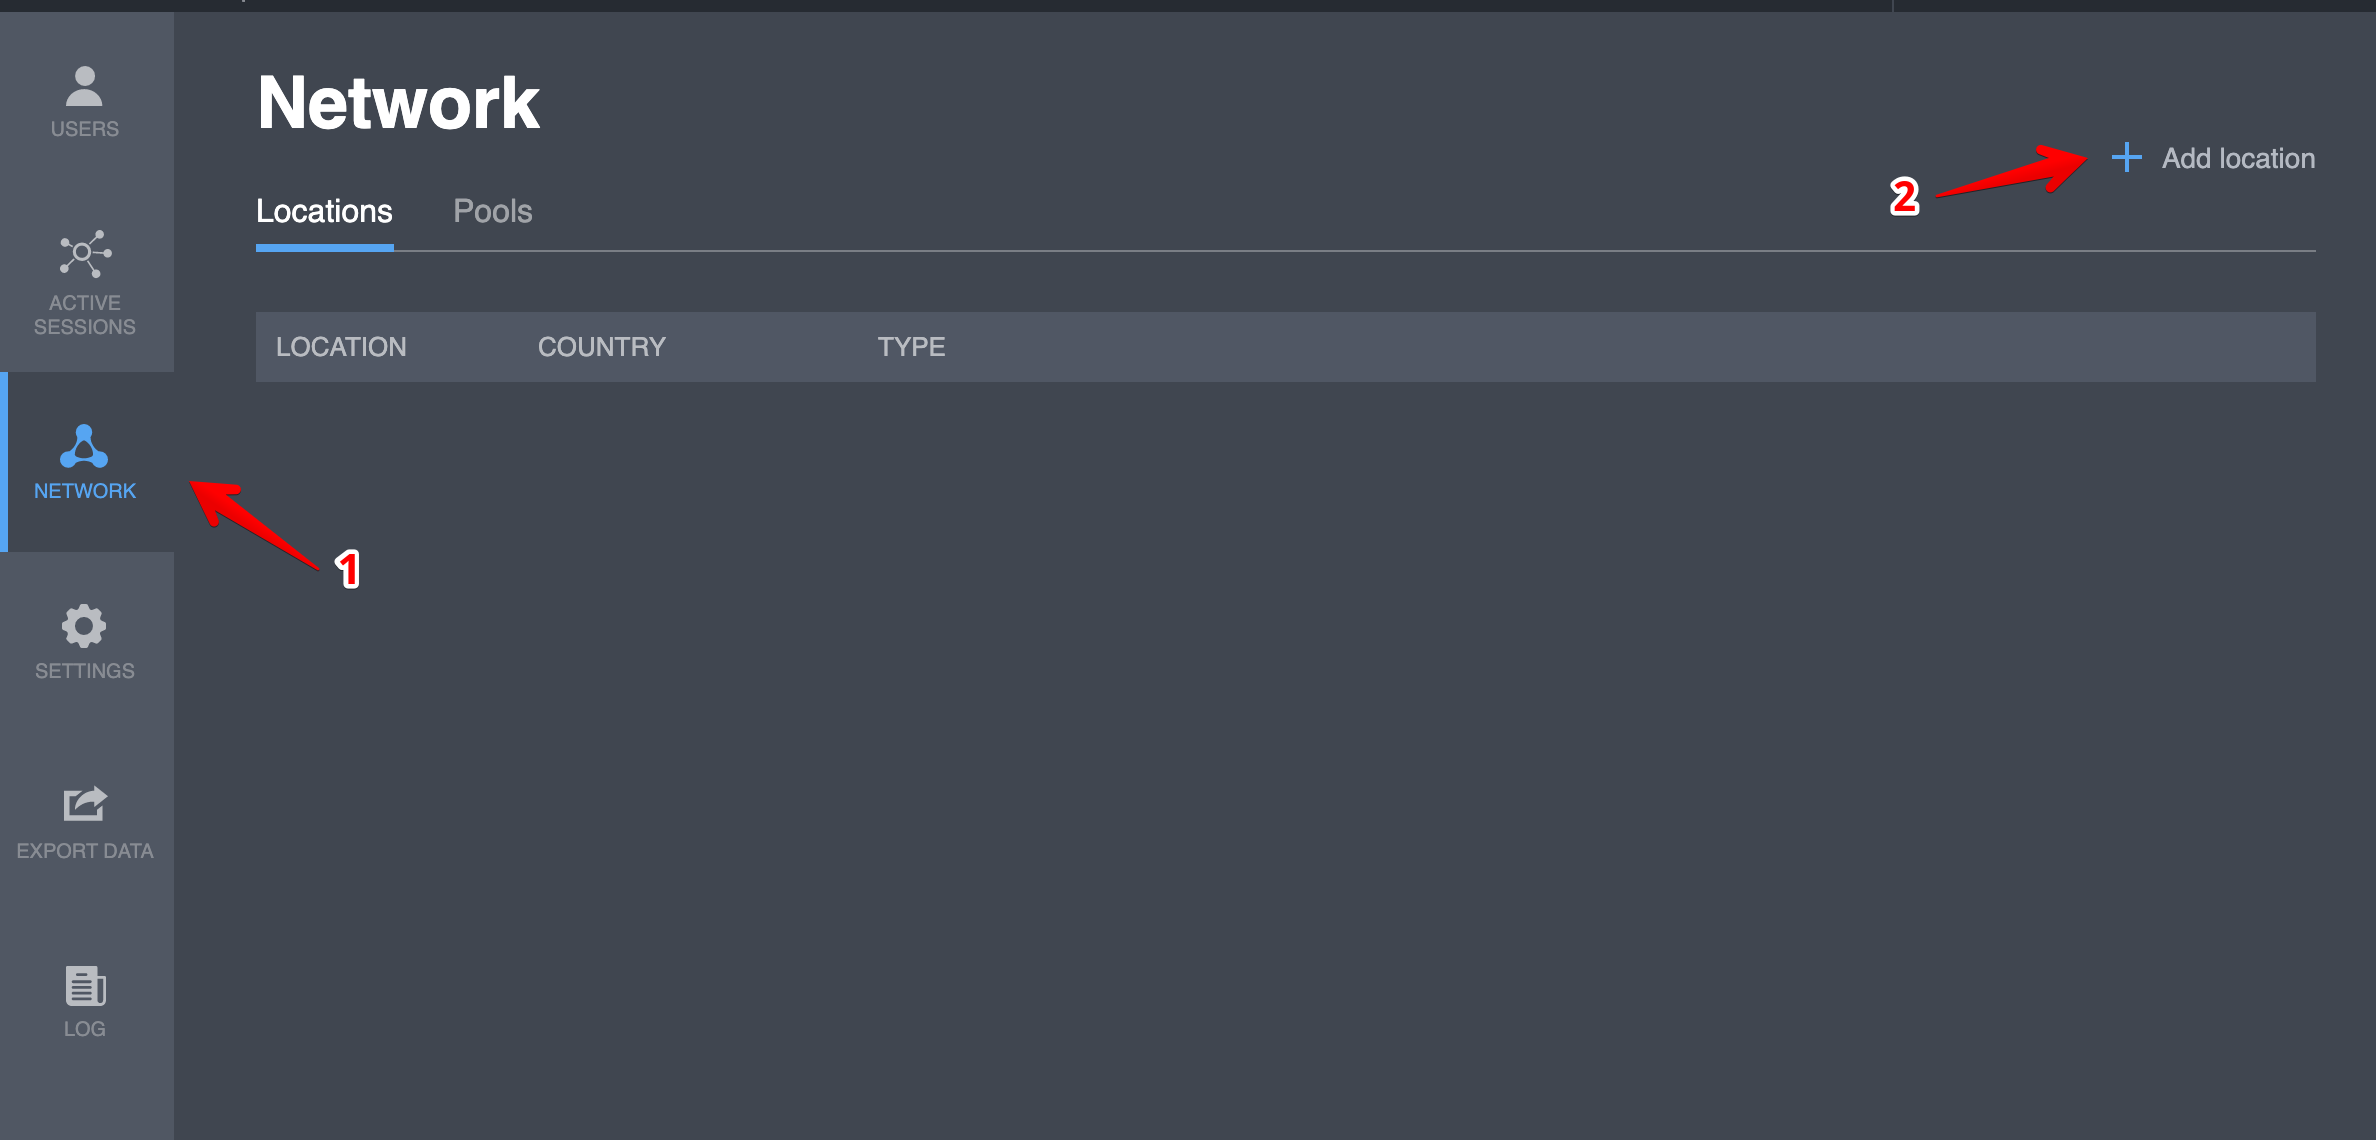 USERS
ACTIVE
SESSIONS
NETWORK
SETTINGS
EXPORT DATA
LOG
Network
Add location
Locations
Pools
LOCATION
COUNTRY
TYPE
1
2